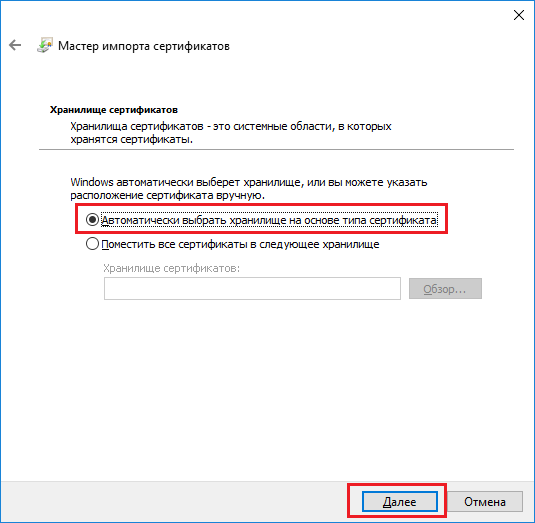 Мастер импорта сертификатов
Хранилище сертификатов
Хранилища сертификатов - это системные области, в которых
хранятся сертификаты.
Windows автоматически выберет хранилище, или вы можете указать
расположение сертификата вручную.
Автоматически выбрать хранилище на основе типа сертификата
Поместить все сертификаты в следующее хранилище
Хранилище сертификатов:
Обзор...
Далее
Отмена